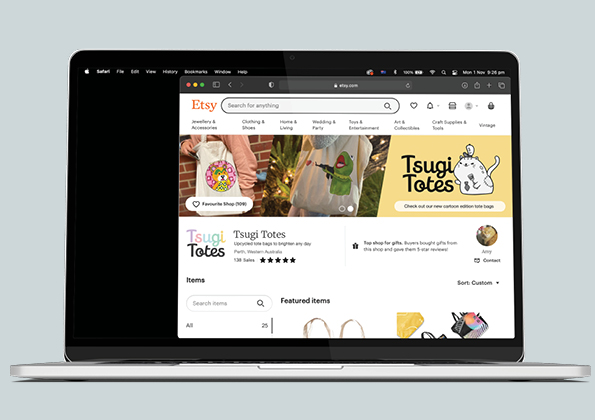 Safari File Edit View History Bookmarks Window Help 100% Mon 1 Nov 9:28 pm
etsy.com
Etsy Search for anything
Jewellery & Accessories
Clothing & Shoes
Home & Living
Wedding & Party
Toys & Entertainment
Art & Collectibles
Craft Supplies & Tools
Vintage
Tsugi
Totes
Favourite Shop (109)
Check out our new cartoon edition tote bags
Tsugi
Totes
Tsugi Totes
Upcycled tote bags to brighten any day
Perth, Western Australia
138 Sales
Top shop for gifts. Buyers bought gifts from
this shop and gave them 5-star reviews!
Amy
Contact
Items
Sort: Custom
Search items
Featured items
All 25